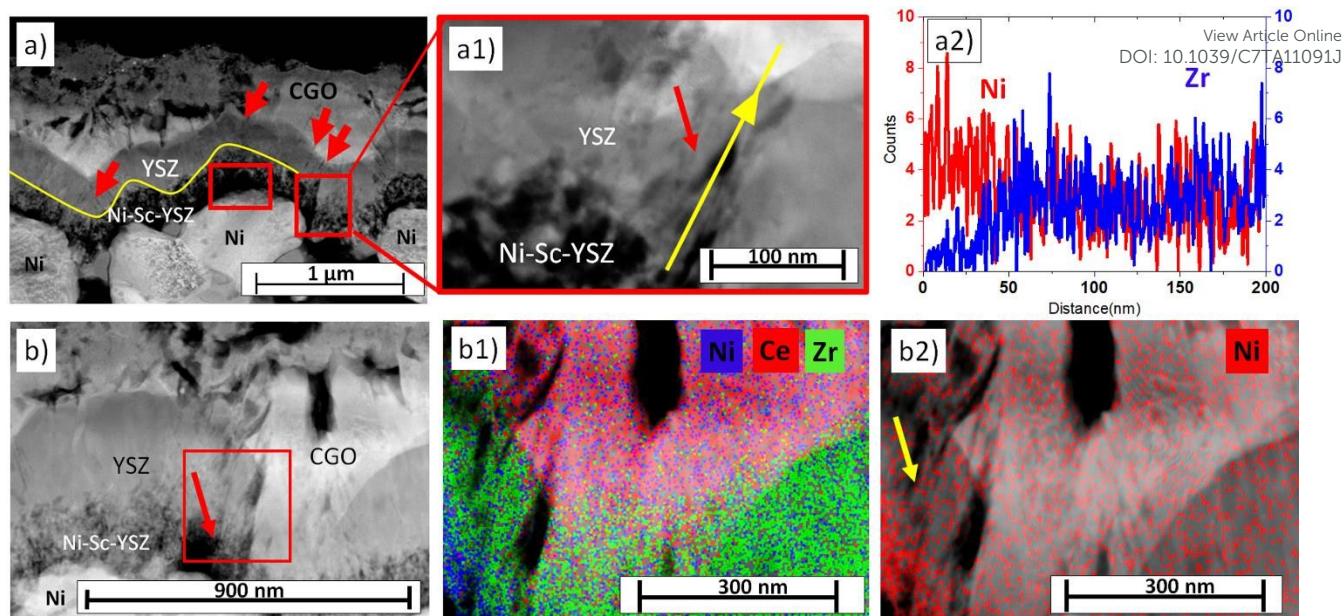 a)
CGO
YSZ
Ni-Sc-YSZ
Ni
Ni
Ni
1 µm
a1)
YSZ
Ni-Sc-YSZ
100 nm
View Article Online
DOI: 10.1039/C7TA11091J
a2)
Ni
Zr
Counts
10
8
6
4
2
0
10
8
6
4
2
0
0 50 100 150 200
Distance(nm)
b)
YSZ
CGO
Ni-Sc-YSZ
Ni
900 nm
b1)
Ni Ce Zr
300 nm
b2)
Ni
300 nm